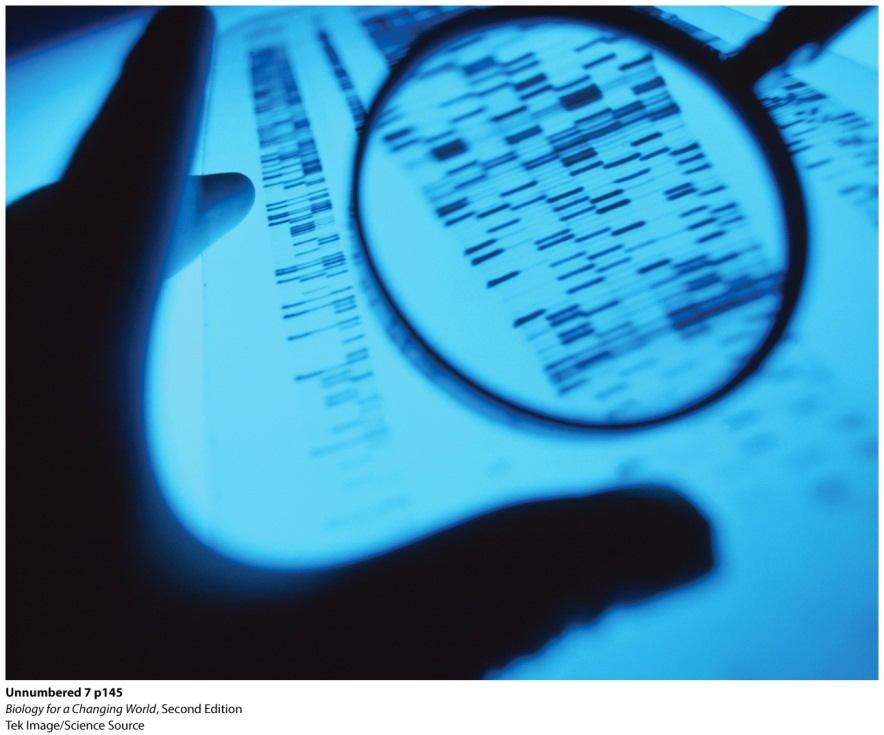 Unnumbered 7 p145
Biology for a Changing World, Second Edition
Tek Image/Science Source